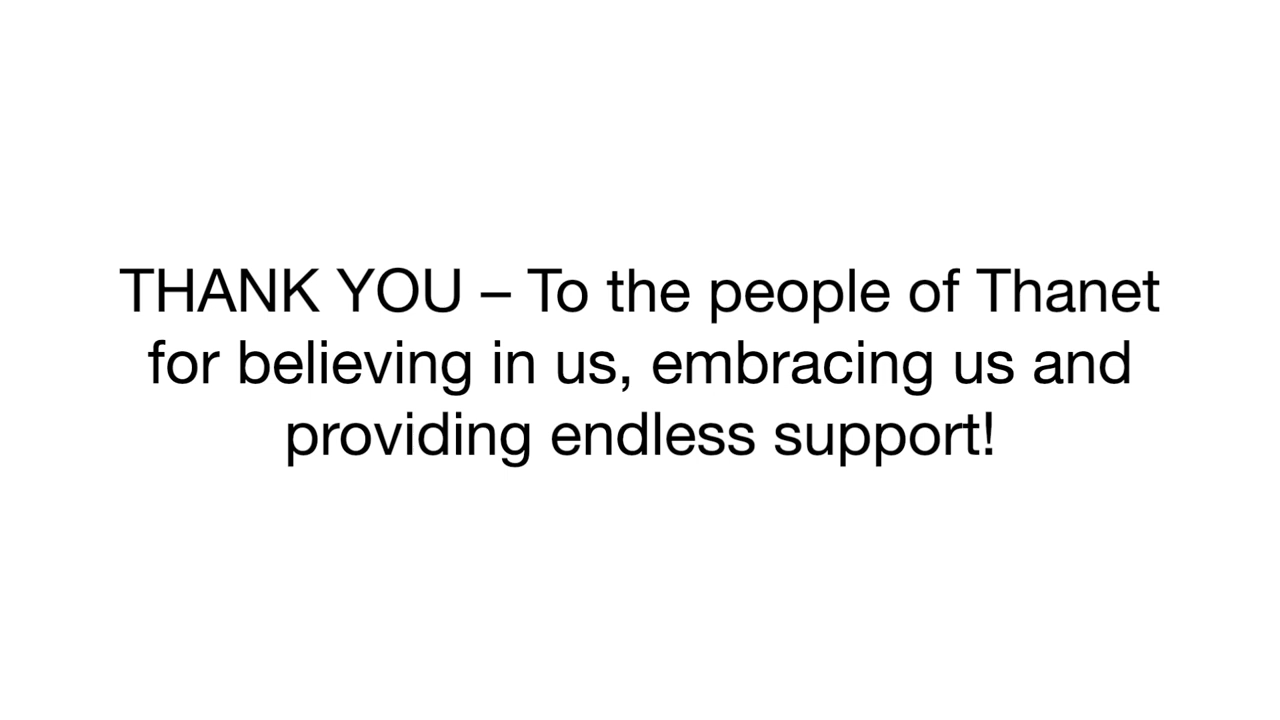 THANK YOU – To the people of Thanet
for believing in us, embracing us and
providing endless support!